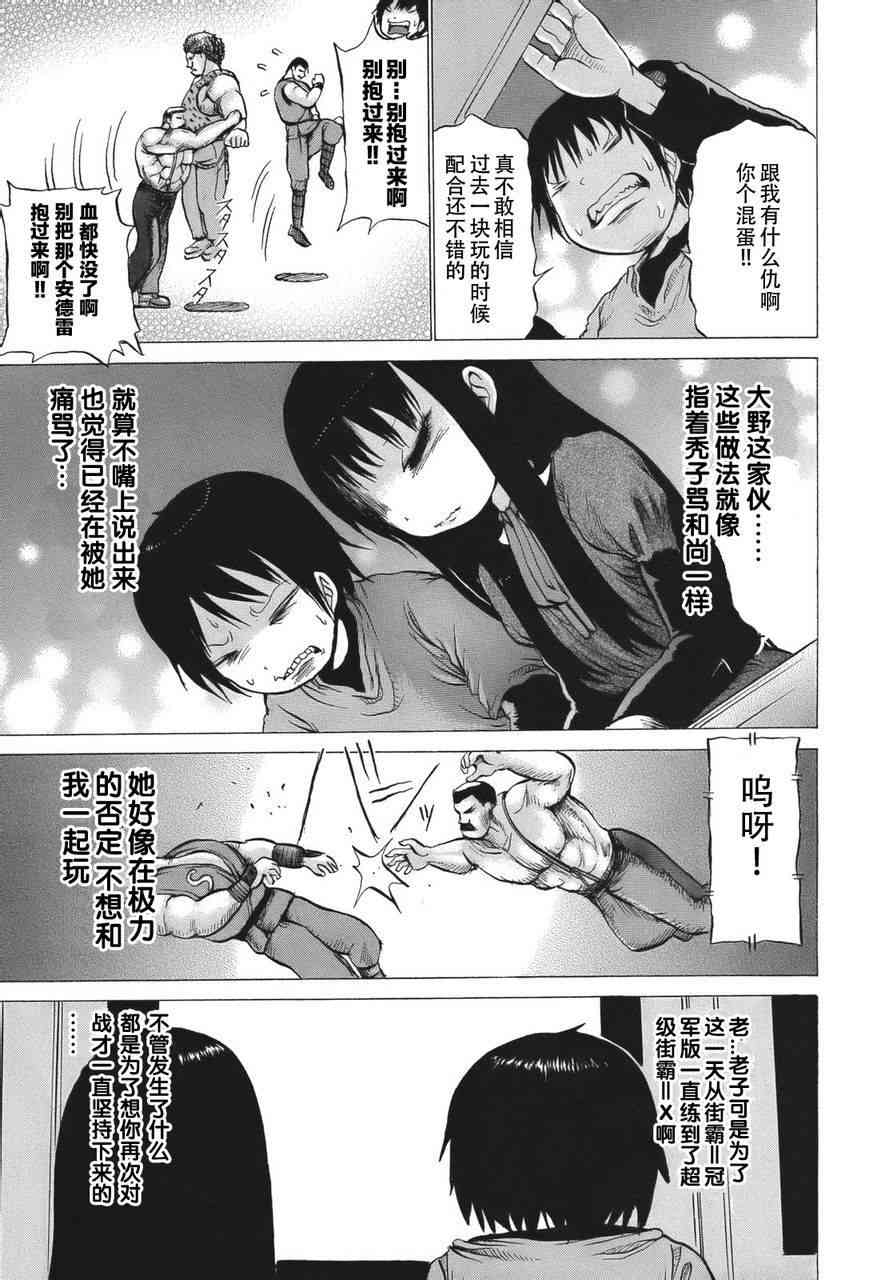 跟我有什么仇啊
你个混蛋!!
真不敢相信
过去一块玩的时候
配合还不错的
别…别抱过来啊
别抱过来!!
血都快没了啊
别把那个安德雷
抱过来啊!!
大野这家伙……
这些做法就像
指着秃子骂和尚一样
就算不嘴上说出来
也觉得已经在被她
痛骂了…
呜呀!
她好像在极力
的否定 不想和
我一起玩
老…老子可是为了
这一天从街霸Ⅱ冠
军版一直练到了超
级街霸ⅡX啊
不管发生了什么
都是为了想你再次对
战才一直坚持下来的
……